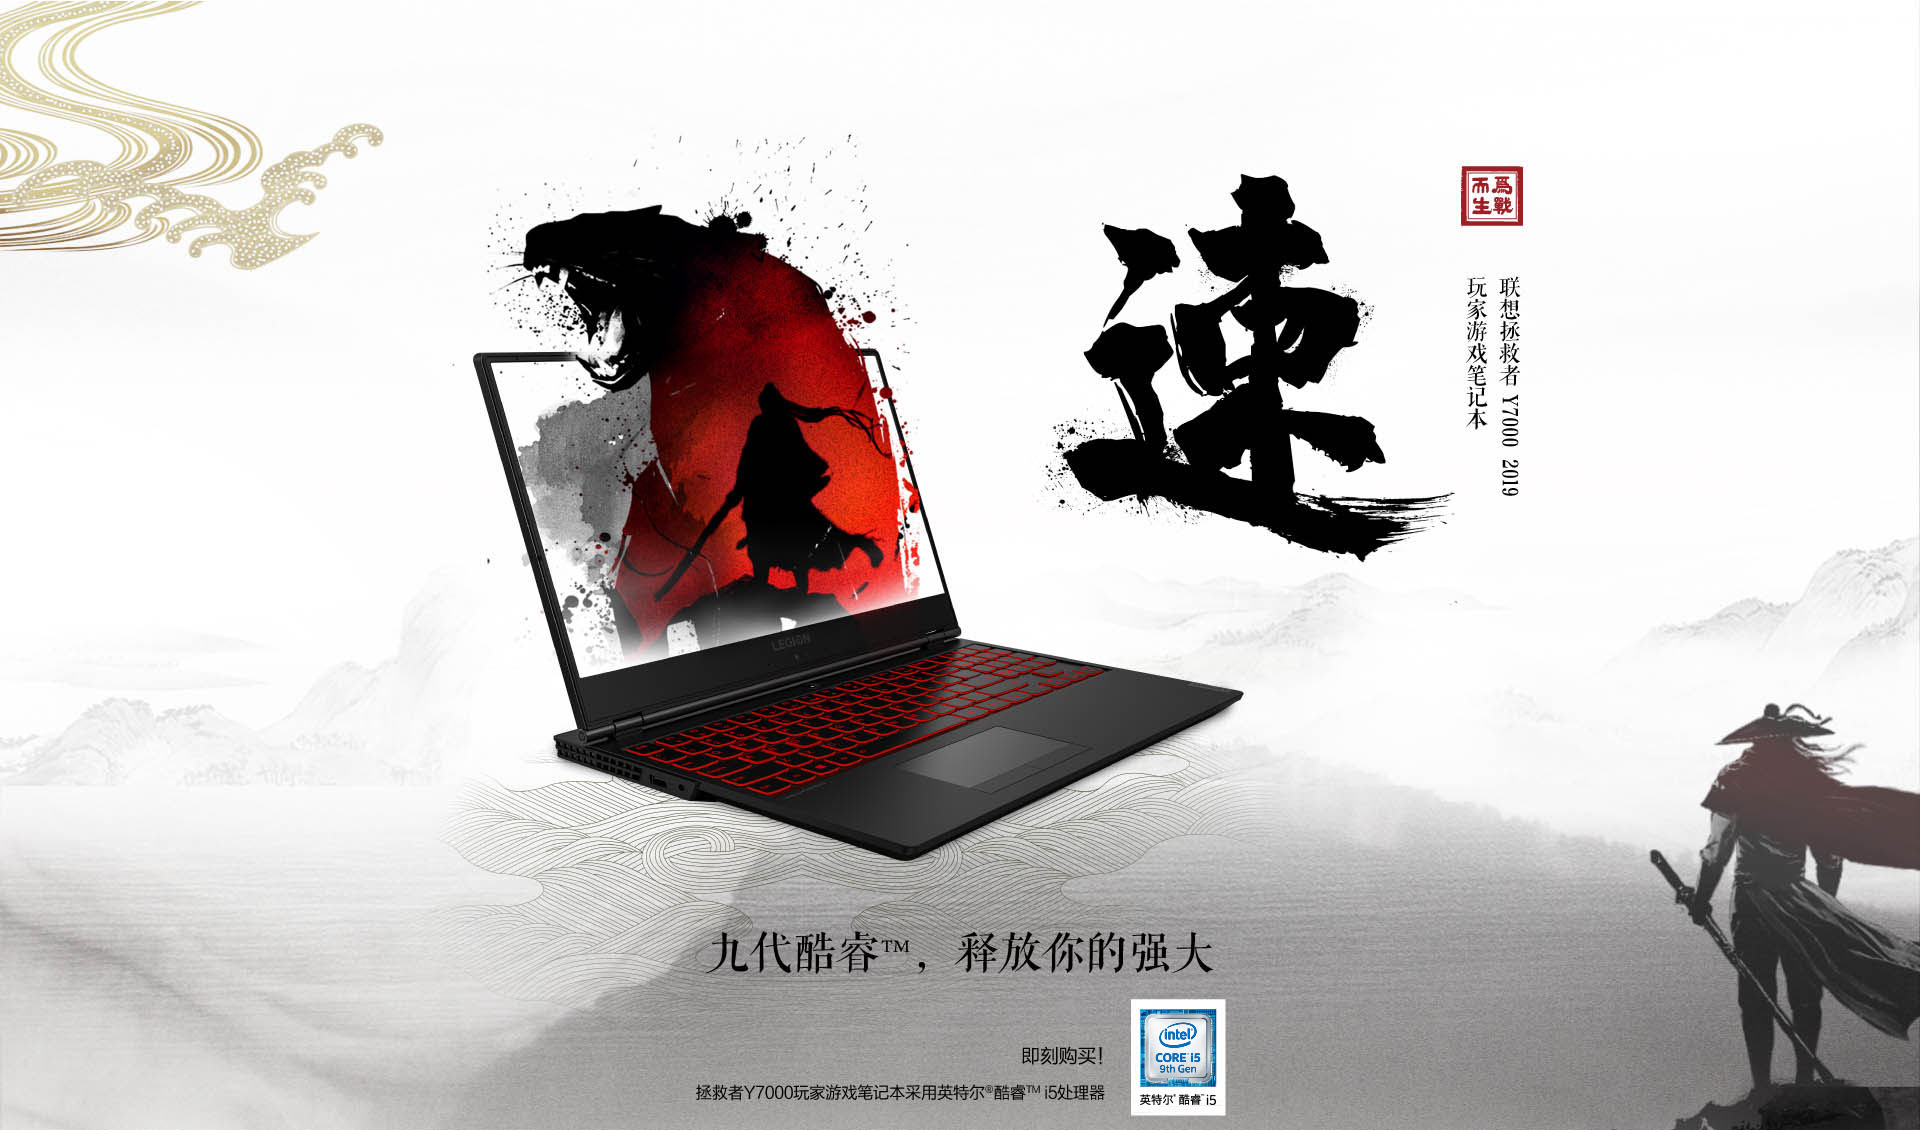 速
爲戰
而生
联想拯救者 Y7000 2019
玩家游戏笔记本
LEGION
九代酷睿™，释放你的强大
即刻购买！
拯救者Y7000玩家游戏笔记本采用英特尔®酷睿™ i5处理器
intel
CORE i5
9th Gen
英特尔® 酷睿™ i5